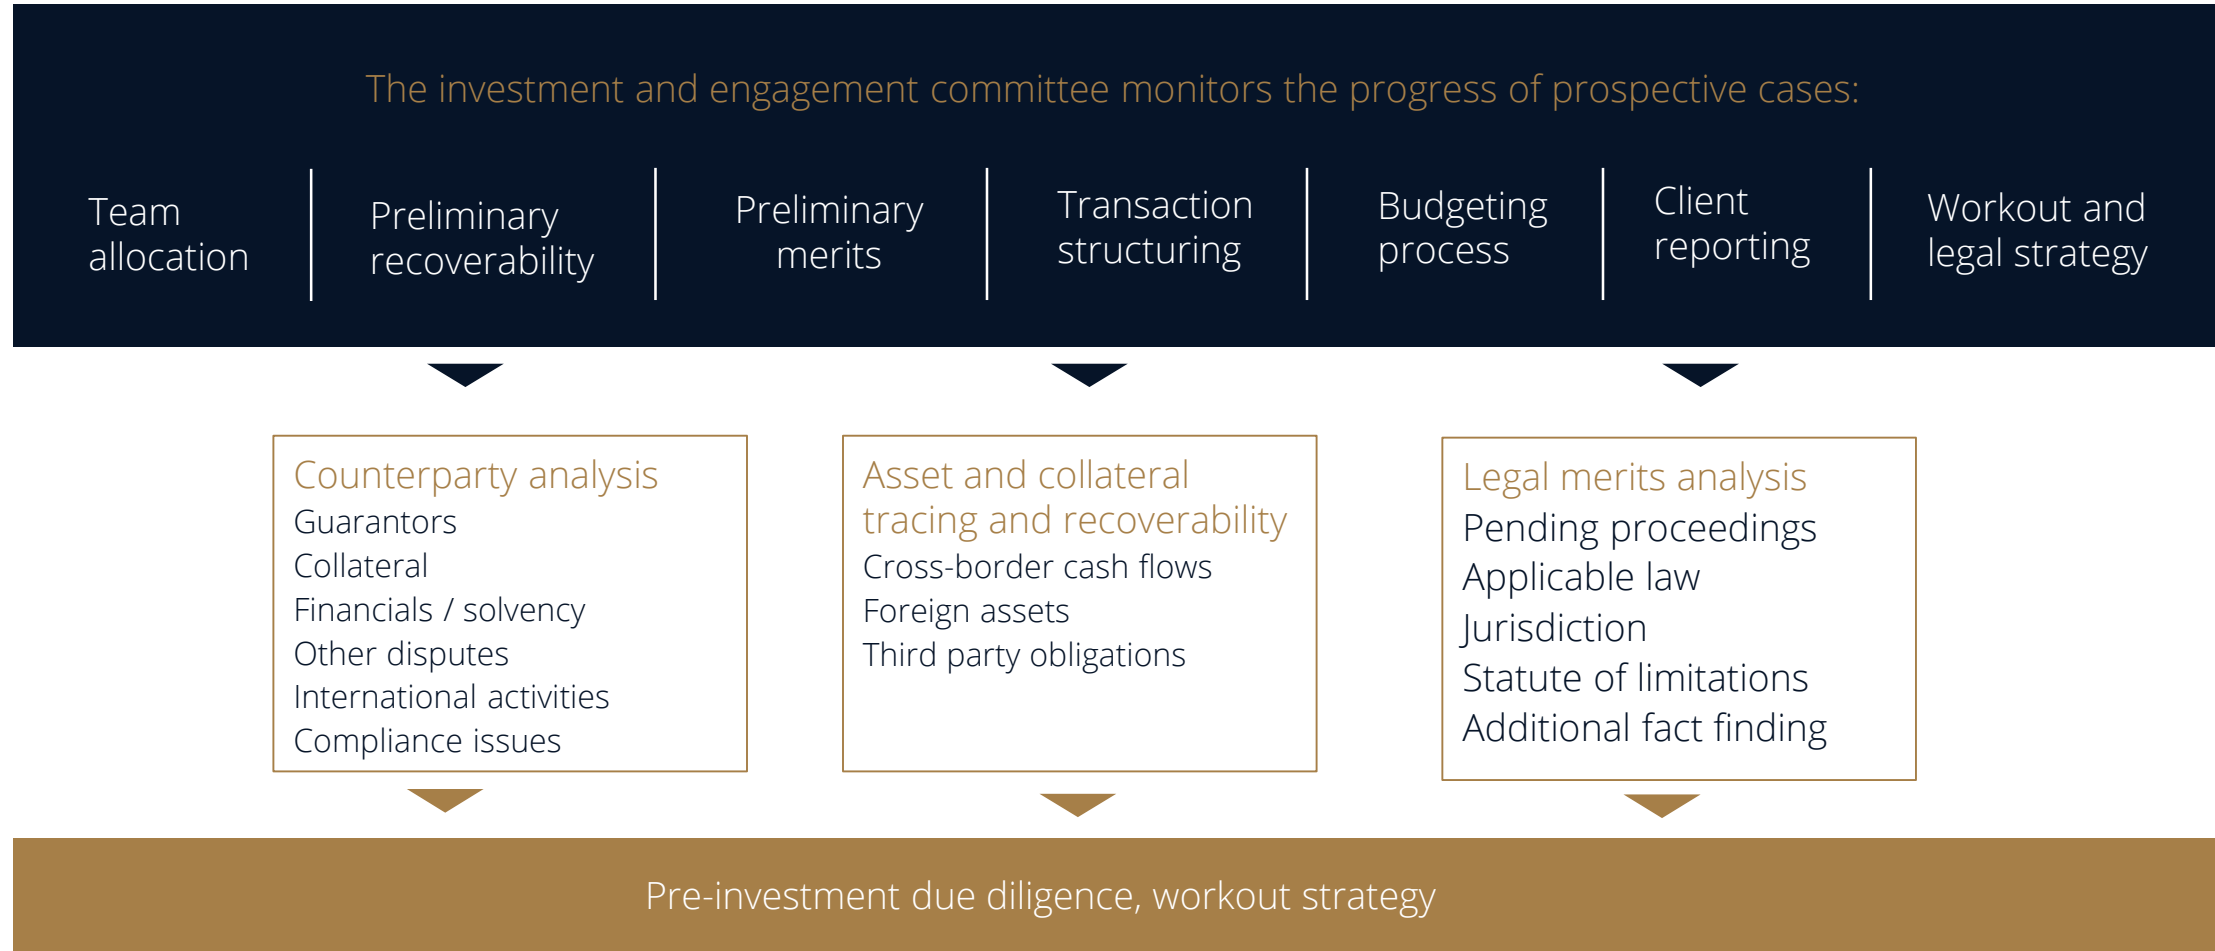 The investment and engagement committee monitors the progress of prospective cases:
Team
allocation
Preliminary
recoverability
Preliminary
merits
Transaction
structuring
Budgeting
process
Client
reporting
Workout and
legal strategy
Counterparty analysis
Guarantors
Collateral
Financials / solvency
Other disputes
International activities
Compliance issues
Asset and collateral
tracing and recoverability
Cross-border cash flows
Foreign assets
Third party obligations
Legal merits analysis
Pending proceedings
Applicable law
Jurisdiction
Statute of limitations
Additional fact finding
Pre-investment due diligence, workout strategy